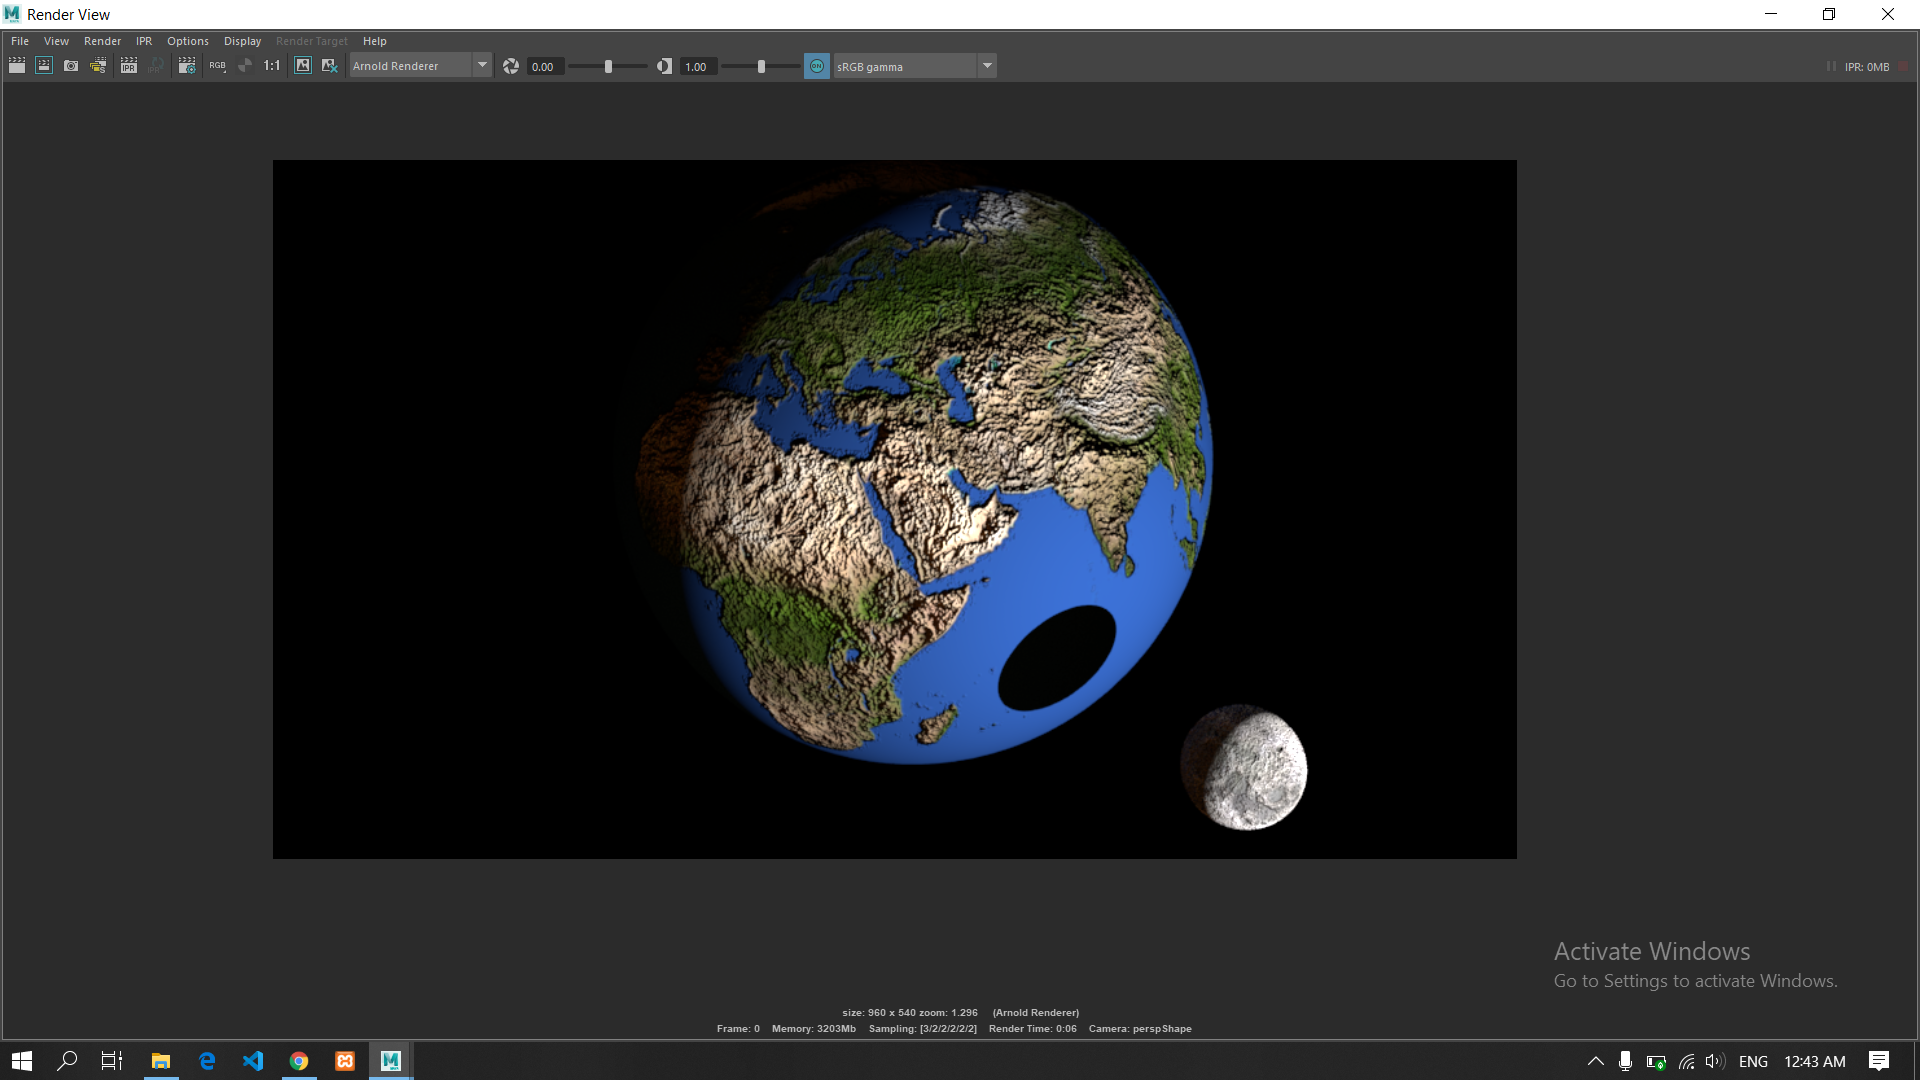 Render View
File View Render IPR Options Display Render Target Help
RGB 1:1 Arnold Renderer 0.00 1.00 ON sRGB gamma IPR: 0MB
Activate Windows
Go to Settings to activate Windows.
size: 960 x 540 zoom: 1.296 (Arnold Renderer)
Frame: 0 Memory: 3203Mb Sampling: [3/2/2/2/2/2] Render Time: 0:06 Camera: perspShape
ENG 12:43 AM